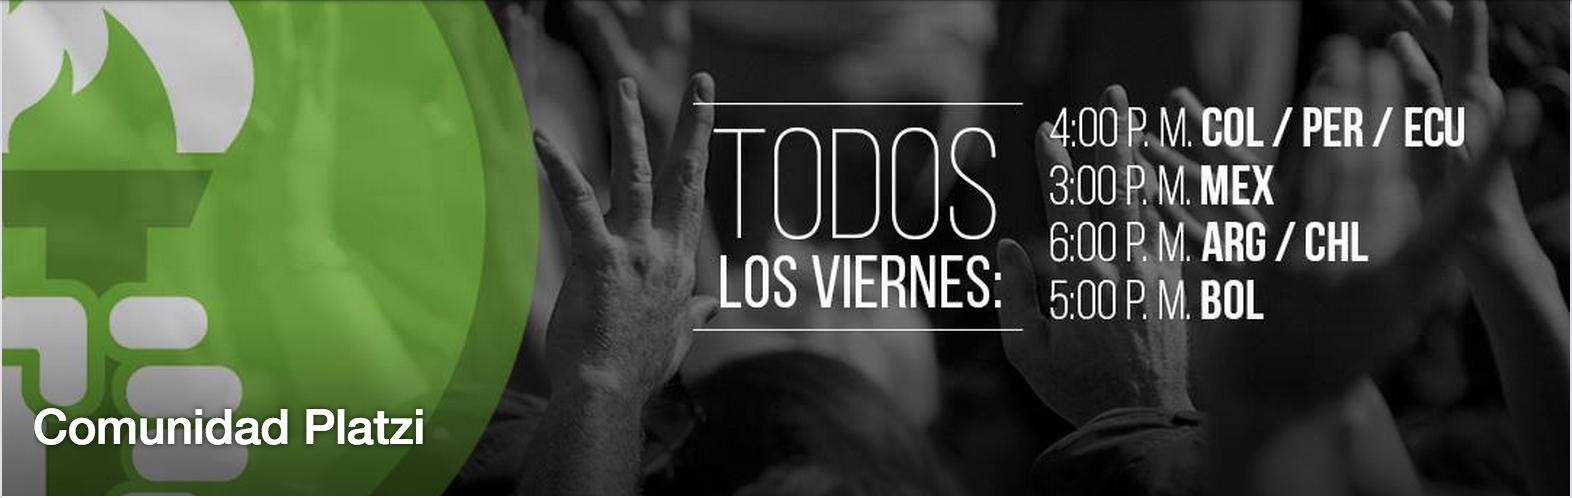 TODOS
LOS VIERNES:
4:00 P. M. COL / PER / ECU
3:00 P. M. MEX
6:00 P. M. ARG / CHL
5:00 P. M. BOL
Comunidad Platzi